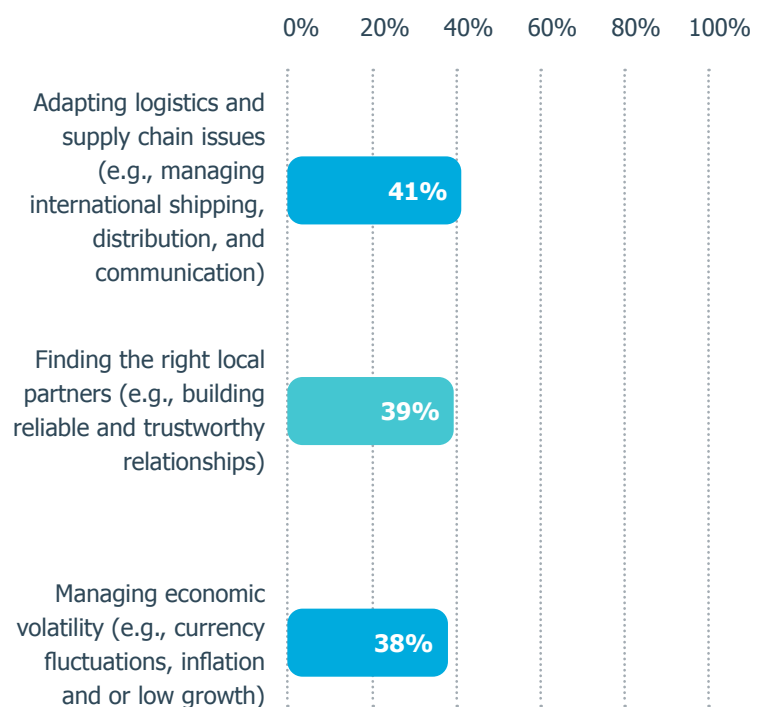 0% 20% 40% 60% 80% 100%
Adapting logistics and
supply chain issues
(e.g., managing
international shipping,
distribution, and
communication)
41%
Finding the right local
partners (e.g., building
reliable and trustworthy
relationships)
39%
Managing economic
volatility (e.g., currency
fluctuations, inflation
and or low growth)
38%